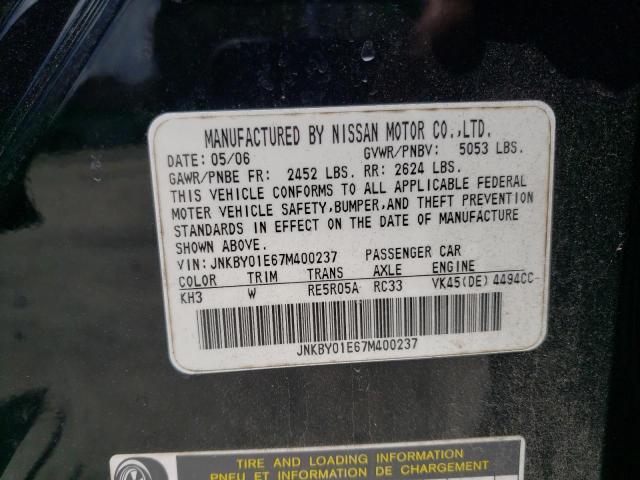 MANUFACTURED BY NISSAN MOTOR CO.,LTD.
DATE: 05/06 GVWR/PNBV: 5053 LBS.
GAWR/PNBE FR: 2452 LBS. RR: 2624 LBS.
THIS VEHICLE CONFORMS TO ALL APPLICABLE FEDERAL
MOTER VEHICLE SAFETY,BUMPER,AND THEFT PREVENTION
STANDARDS IN EFFECT ON THE DATE OF MANUFACTURE
SHOWN ABOVE.
VIN: JNKBY01E67M400237 PASSENGER CAR
COLOR TRIM TRANS AXLE ENGINE
KH3 W RE5R05A RC33 VK45(DE) 4494CC-
JNKBY01E67M400237
TIRE AND LOADING INFORMATION
PNEU ET INFORMATION DE CHARGEMENT